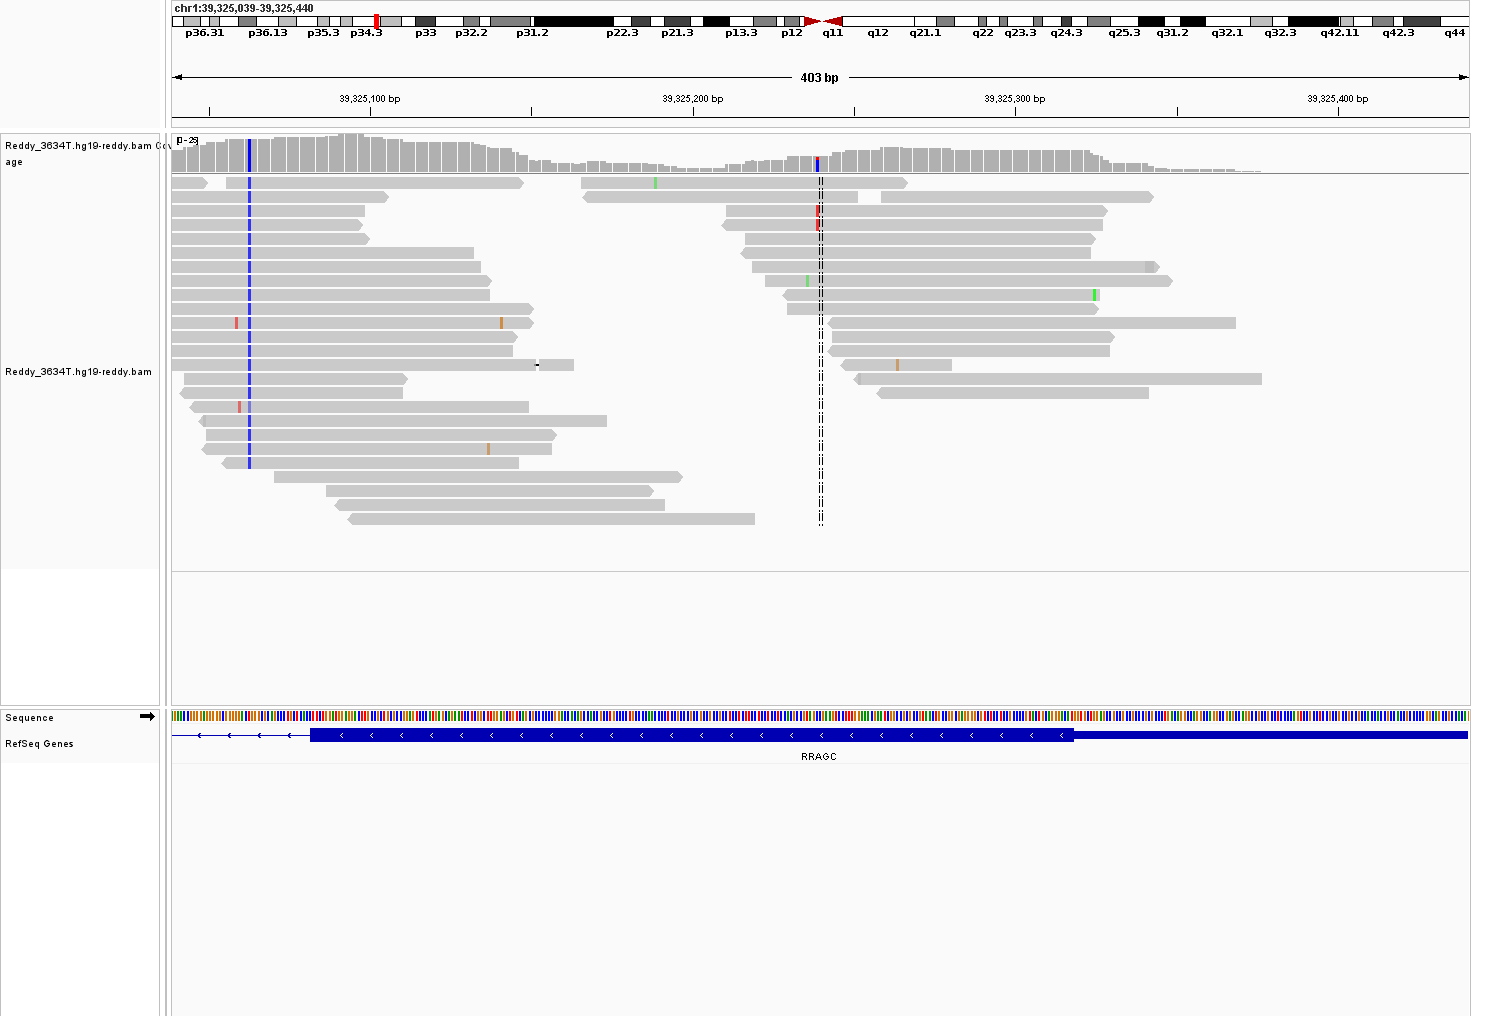 chr1:39,325,039-39,325,440
p36.31 p36.13 p35.3 p34.3 p33 p32.2 p31.2 p22.3 p21.3 p13.3 p12 q11 q12 q21.1 q22 q23.3 q24.3 q25.3 q31.2 q32.1 q32.3 q42.11 q42.3 q44
403 bp
39,325,100 bp 39,325,200 bp 39,325,300 bp 39,325,400 bp
[0-25]
Reddy_3634T.hg19-reddy.bam Cov
age
Reddy_3634T.hg19-reddy.bam
Sequence
RefSeq Genes
RRAGC